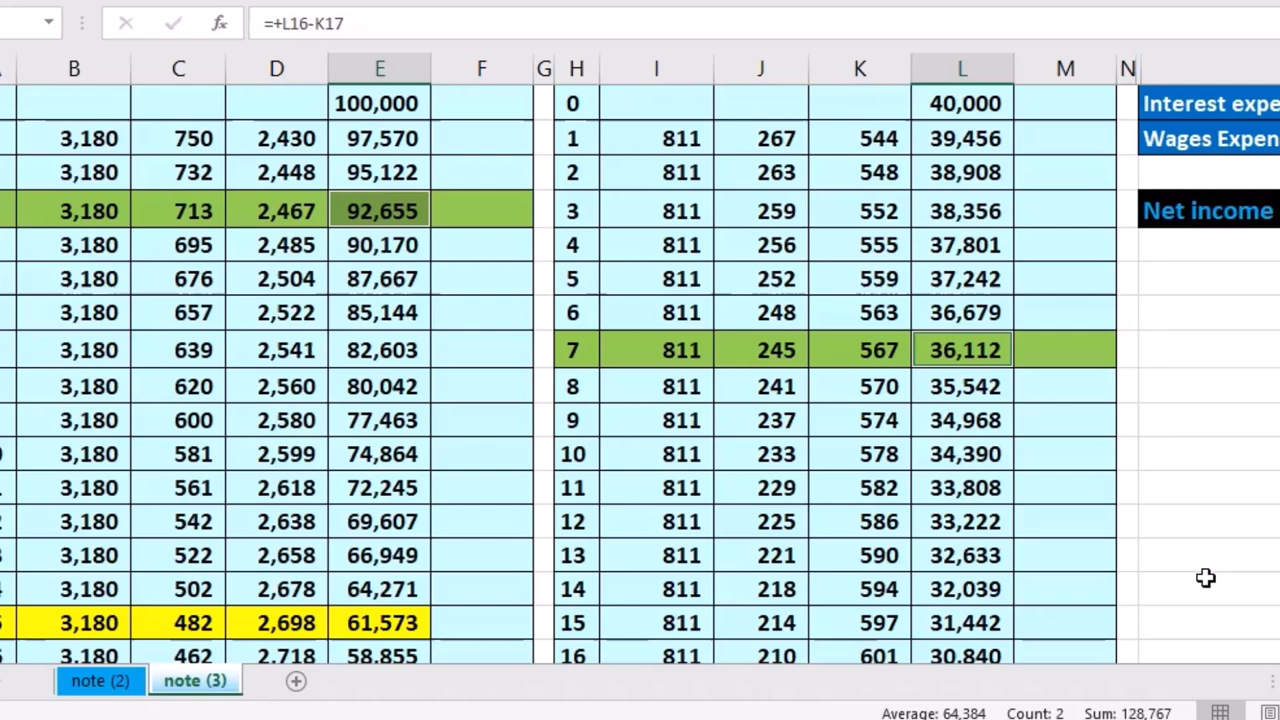 fx =+L16-K17
B C D E F G H I J K L M N
100,000 0 40,000 Interest expe
3,180 750 2,430 97,570 1 811 267 544 39,456 Wages Expen
3,180 732 2,448 95,122 2 811 263 548 38,908
3,180 713 2,467 92,655 3 811 259 552 38,356 Net income
3,180 695 2,485 90,170 4 811 256 555 37,801
3,180 676 2,504 87,667 5 811 252 559 37,242
3,180 657 2,522 85,144 6 811 248 563 36,679
3,180 639 2,541 82,603 7 811 245 567 36,112
3,180 620 2,560 80,042 8 811 241 570 35,542
3,180 600 2,580 77,463 9 811 237 574 34,968
3,180 581 2,599 74,864 10 811 233 578 34,390
3,180 561 2,618 72,245 11 811 229 582 33,808
3,180 542 2,638 69,607 12 811 225 586 33,222
3,180 522 2,658 66,949 13 811 221 590 32,633
3,180 502 2,678 64,271 14 811 218 594 32,039
3,180 482 2,698 61,573 15 811 214 597 31,442
3,180 462 2,718 58,855 16 811 210 601 30,840
note (2) note (3)
Average: 64,384 Count: 2 Sum: 128,767